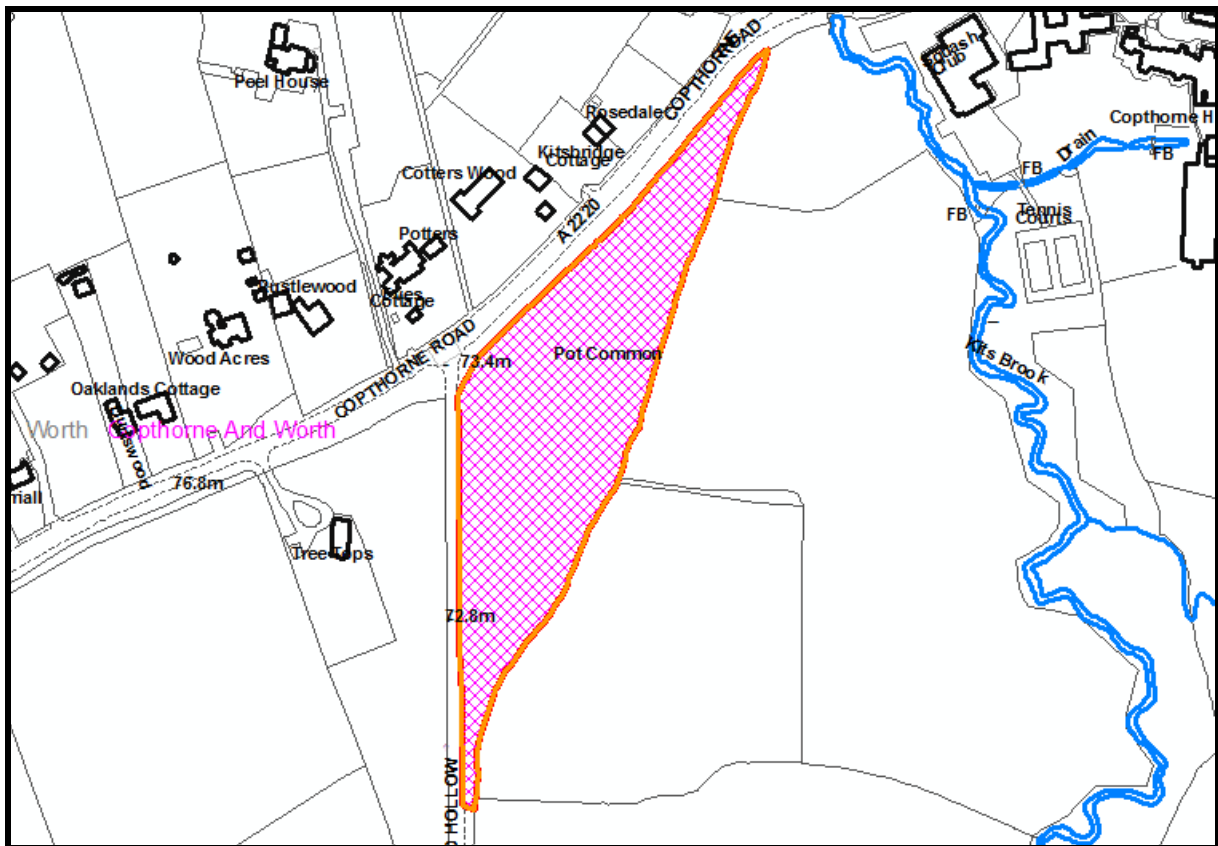 Peel House
COPTHORNE ROAD
Squash
Club
Rosedale
Copthorne H
Kitsbridge
Cottage
Drain
FB
FB
Cotters Wood
FB
Tennis
Courts
A 2220
Potters
Rustlewood
Cottage
Wood Acres
COPTHORNE ROAD
73.4m
Pot Common
Kits Brook
Oaklands Cottage
Worth
Copthorne And Worth
76.8m
Tree Tops
72.8m
HOLLOW